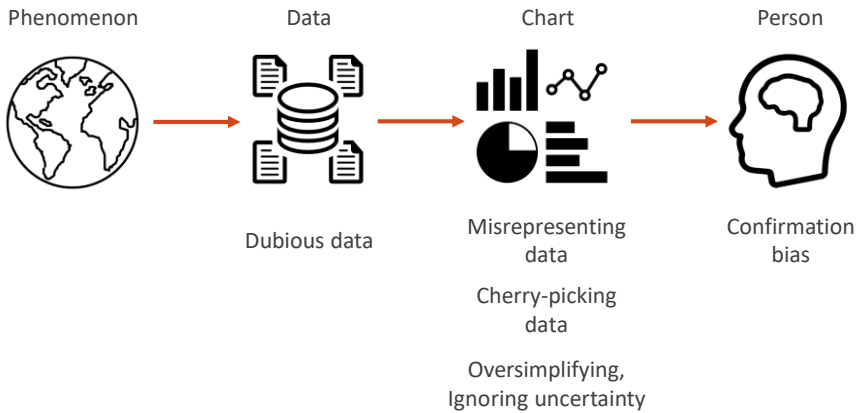 Phenomenon
Data
Chart
Person
Dubious data
Misrepresenting
data
Cherry-picking
data
Oversimplifying,
Ignoring uncertainty
Confirmation
bias